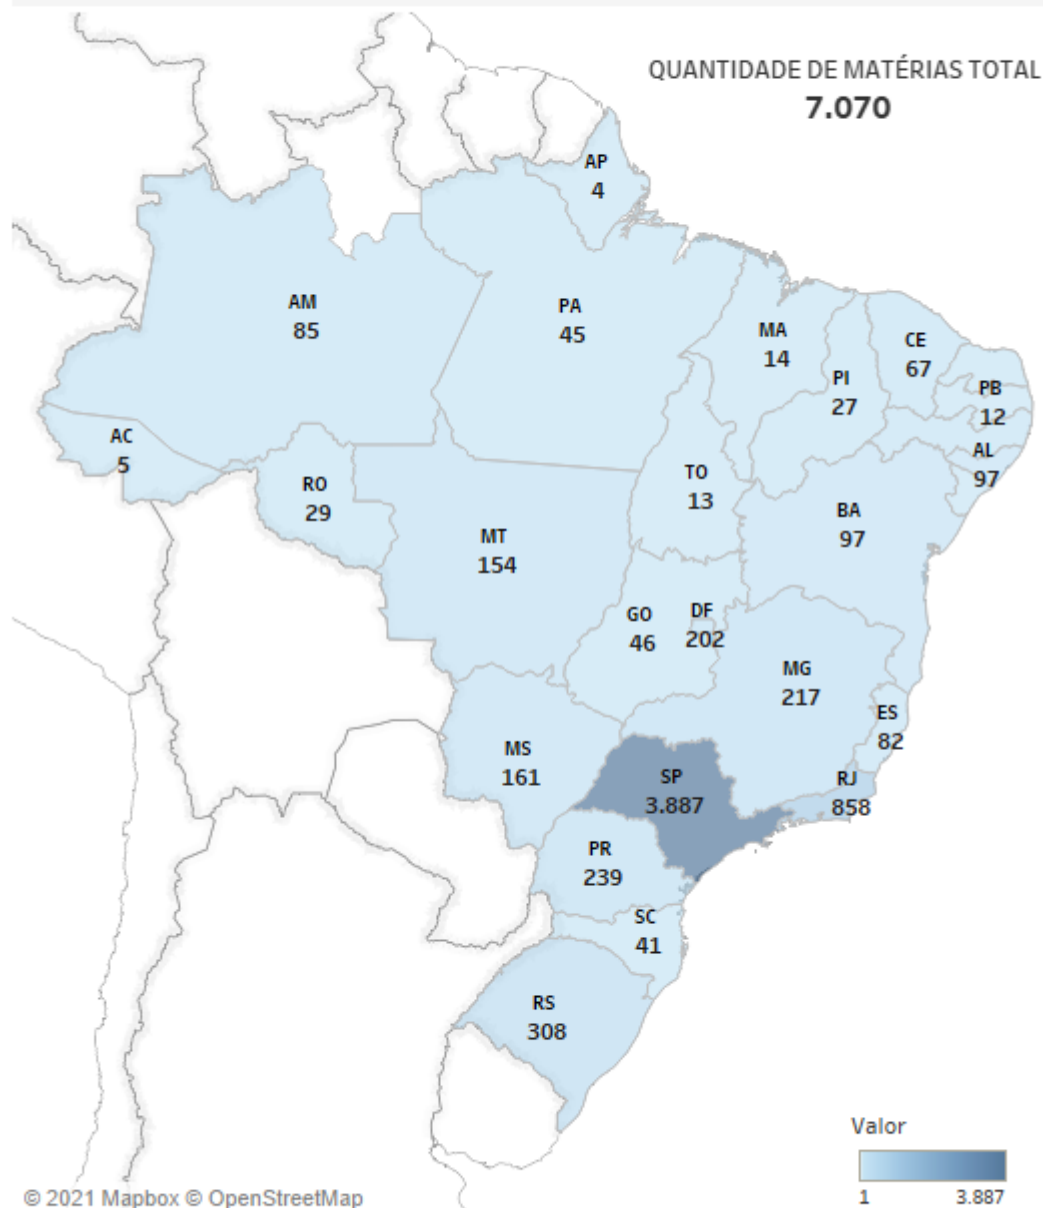 QUANTIDADE DE MATÉRIAS TOTAL
7.070
AP
4
AM
85
PA
45
MA
14
CE
67
PI
27
PB
12
AC
5
AL
97
RO
29
TO
13
MT
154
BA
97
GO
46
DF
202
MG
217
ES
82
MS
161
SP
3.887
RJ
858
PR
239
SC
41
RS
308
Valor
1
3.887
© 2021 Mapbox © OpenStreetMap